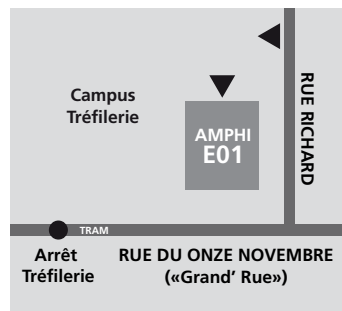 Campus
Tréfilerie
RUE RICHARD
AMPHI
E01
TRAM
Arrêt
Tréfilerie
RUE DU ONZE NOVEMBRE
(«Grand' Rue»)